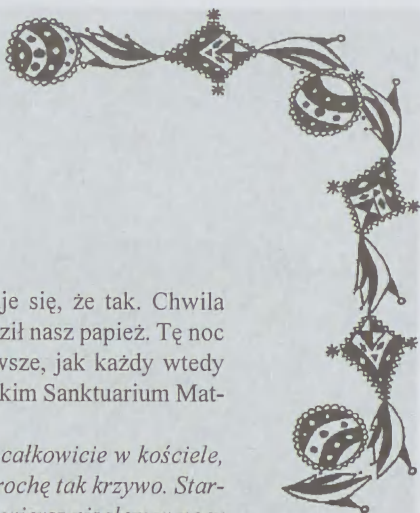 je się, że tak. Chwila
ził nasz papież. Tę noc
wsze, jak każdy wtedy
kim Sanktuarium Mat-
całkowicie w kościele,
rochę tak krzywo. Star-